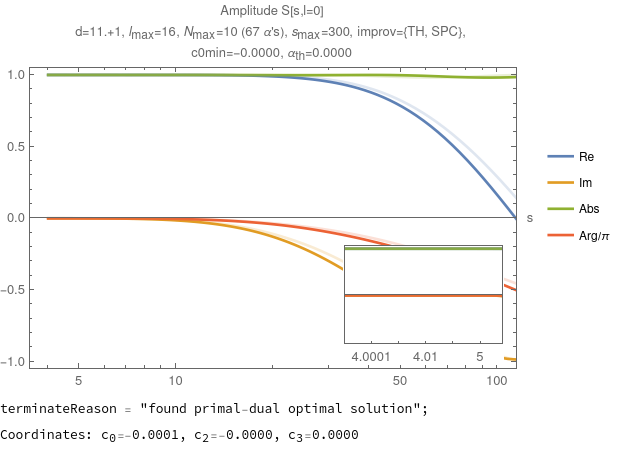 Amplitude S[s,l=0]
d=11.+1, lmax=16, Nmax=10 (67 α's), smax=300, improv={TH, SPC},
c0min=−0.0000, αth=0.0000
1.0
0.5
0.0
−0.5
−1.0
s
Re
Im
Abs
Arg/π
4.0001 4.01 5
5 10 50 100
terminateReason = "found primal-dual optimal solution";
Coordinates: c0=-0.0001, c2=-0.0000, c3=0.0000